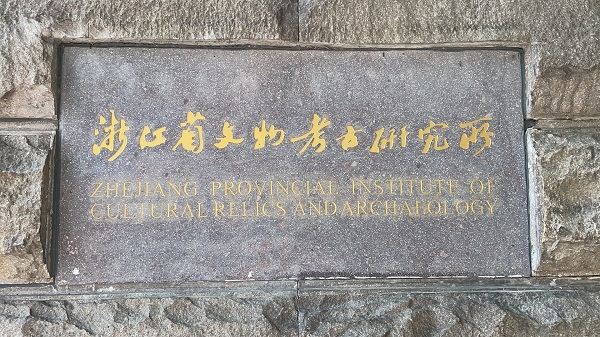 浙江省文物考古研究所
ZHEJIANG PROVINCIAL INSTITUTE OF
CULTURAL RELICS AND ARCHAEOLOGY